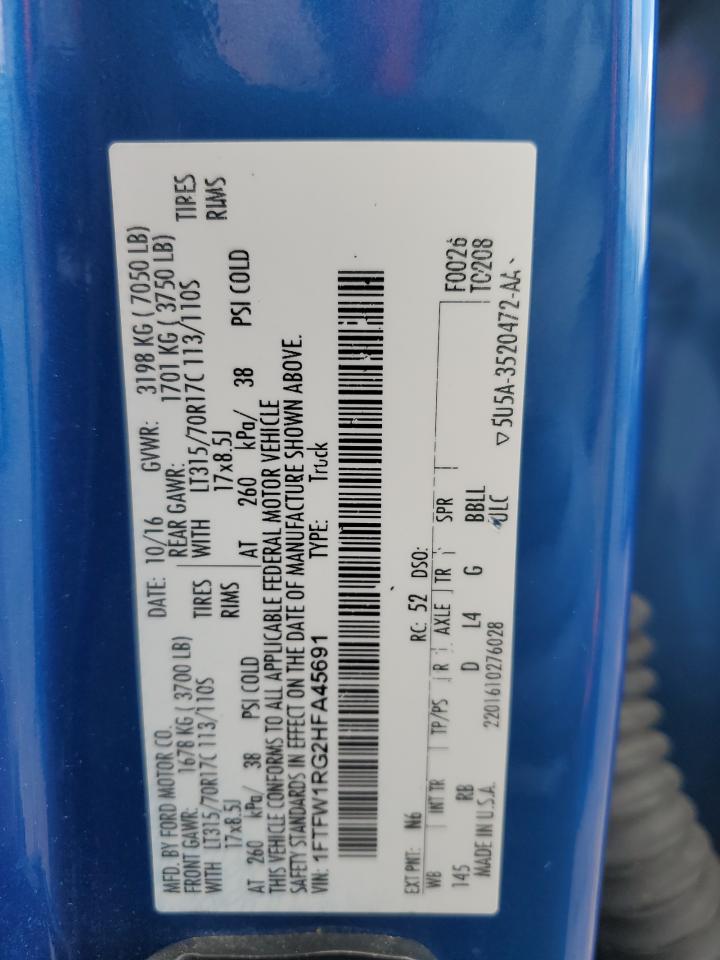 MFD. BY FORD MOTOR CO.
DATE: 10/16 GVWR: 3198 KG ( 7050 LB)
FRONT GAWR: 1678 KG ( 3700 LB)
REAR GAWR: 1701 KG ( 3750 LB)
WITH LT315/70R17C 113/110S TIRES
17x8.5J RIMS
AT 260 kPa/ 38 PSI COLD
WITH LT315/70R17C 113/110S TIRES
17x8.5J RIMS
AT 260 kPa/ 38 PSI COLD
THIS VEHICLE CONFORMS TO ALL APPLICABLE FEDERAL MOTOR VEHICLE
SAFETY STANDARDS IN EFFECT ON THE DATE OF MANUFACTURE SHOWN ABOVE.
VIN: 1FTFW1RG2HFA45691 TYPE: Truck
EXT PNT: N6 RC: 52 DSO:
WB INT TR TP/PS R AXLE TR SPR
F0026
145 RB D L4 G BBLL
TC208
MADE IN U.S.A. 2201610276028 ULC
5U5A-3520472-AA